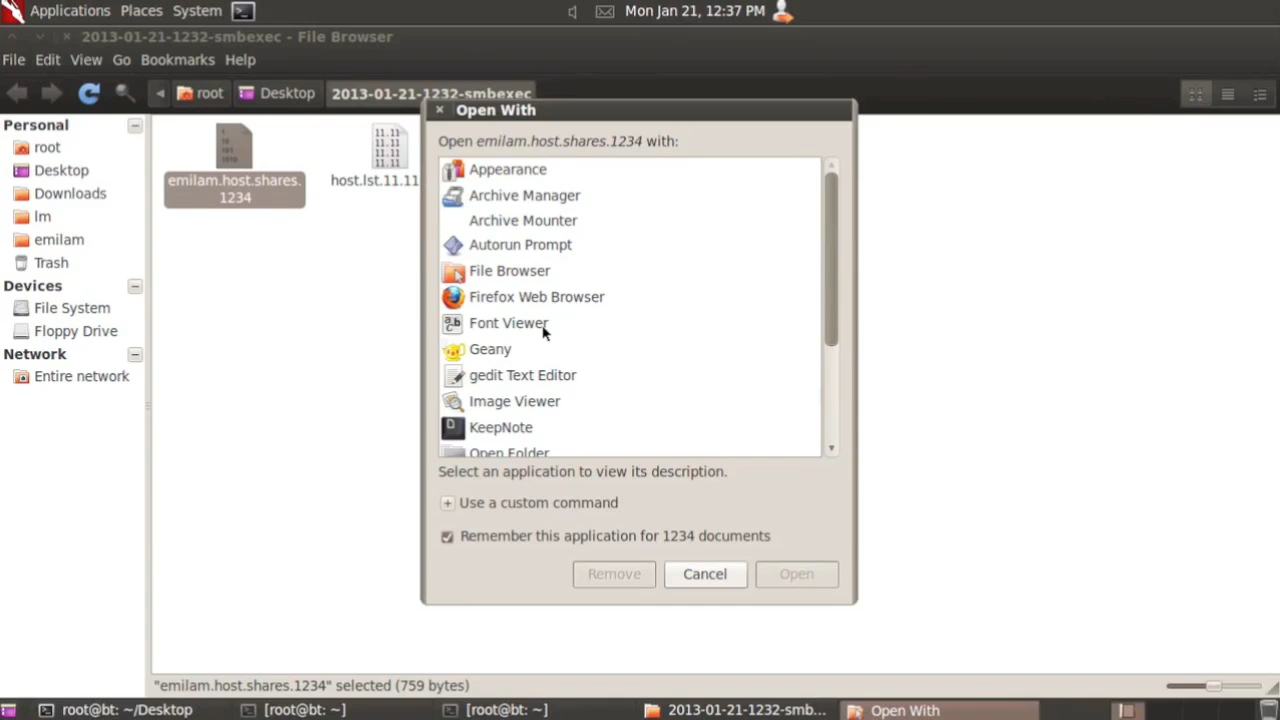 Applications Places System Mon Jan 21, 12:37 PM
2013-01-21-1232-smbexec - File Browser
File Edit View Go Bookmarks Help
root Desktop 2013-01-21-1232-smbexec
Personal
root
Desktop
Downloads
lm
emilam
Trash
Devices
File System
Floppy Drive
Network
Entire network
emilam.host.shares.
1234
host.lst.11.11
Open With
Open emilam.host.shares.1234 with:
Appearance
Archive Manager
Archive Mounter
Autorun Prompt
File Browser
Firefox Web Browser
Font Viewer
Geany
gedit Text Editor
Image Viewer
KeepNote
Open Folder
Select an application to view its description.
Use a custom command
Remember this application for 1234 documents
Remove Cancel Open
"emilam.host.shares.1234" selected (759 bytes)
root@bt: ~/Desktop [root@bt: ~] [root@bt: ~] 2013-01-21-1232-smb... Open With